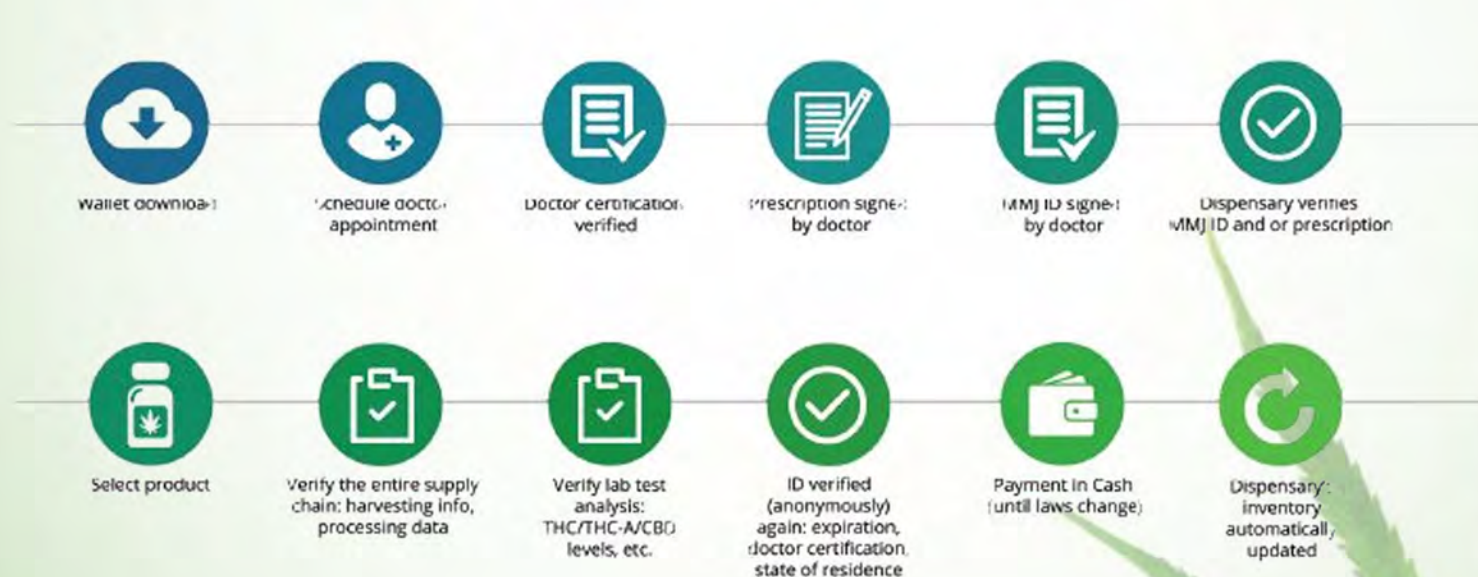 Wallet download
Schedule doctor
appointment
Doctor certification
verified
Prescription signed
by doctor
MMJ ID signed
by doctor
Dispensary verifies
MMJ ID and or prescription
Select product
Verify the entire supply
chain: harvesting info,
processing data
Verify lab test
analysis:
THC/THC-A/CBD
levels, etc.
ID verified
(anonymously)
again: expiration,
doctor certification,
state of residence
Payment in Cash
(until laws change)
Dispensary's
inventory
automatically
updated